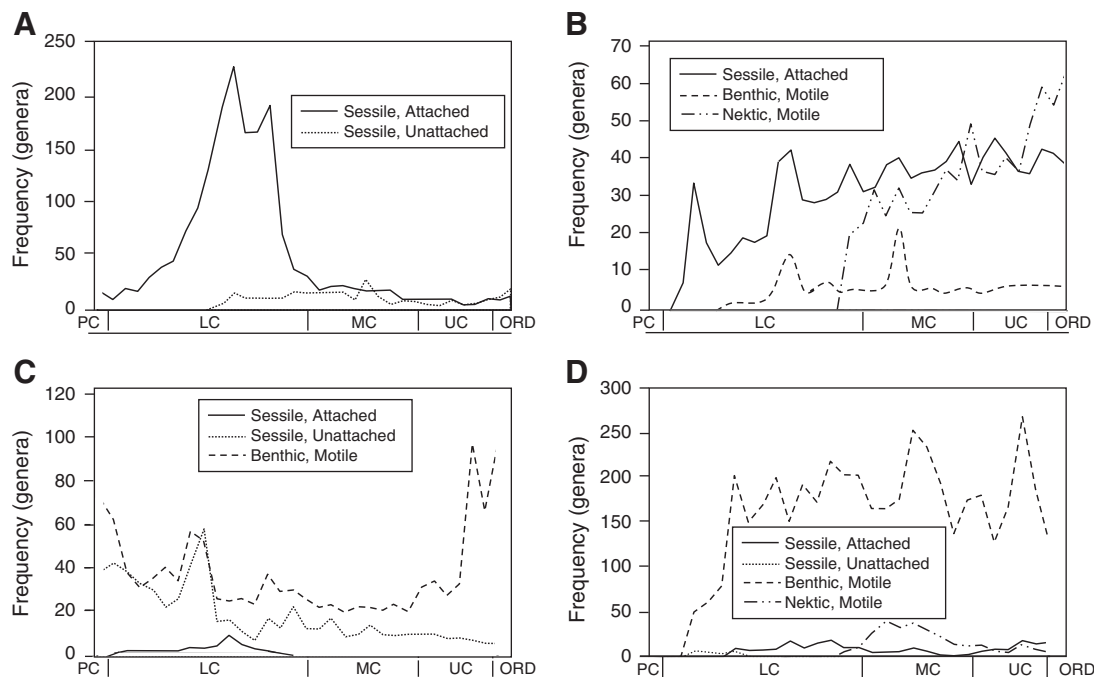 A
Frequency (genera)
250
200
150
100
50
0
Sessile, Attached
Sessile, Unattached
PC LC MC UC ORD
B
Frequency (genera)
70
60
50
40
30
20
10
0
Sessile, Attached
Benthic, Motile
Nektic, Motile
PC LC MC UC ORD
C
Frequency (genera)
120
100
80
60
40
20
0
Sessile, Attached
Sessile, Unattached
Benthic, Motile
PC LC MC UC ORD
D
Frequency (genera)
300
250
200
150
100
50
0
Sessile, Attached
Sessile, Unattached
Benthic, Motile
Nektic, Motile
PC LC MC UC ORD